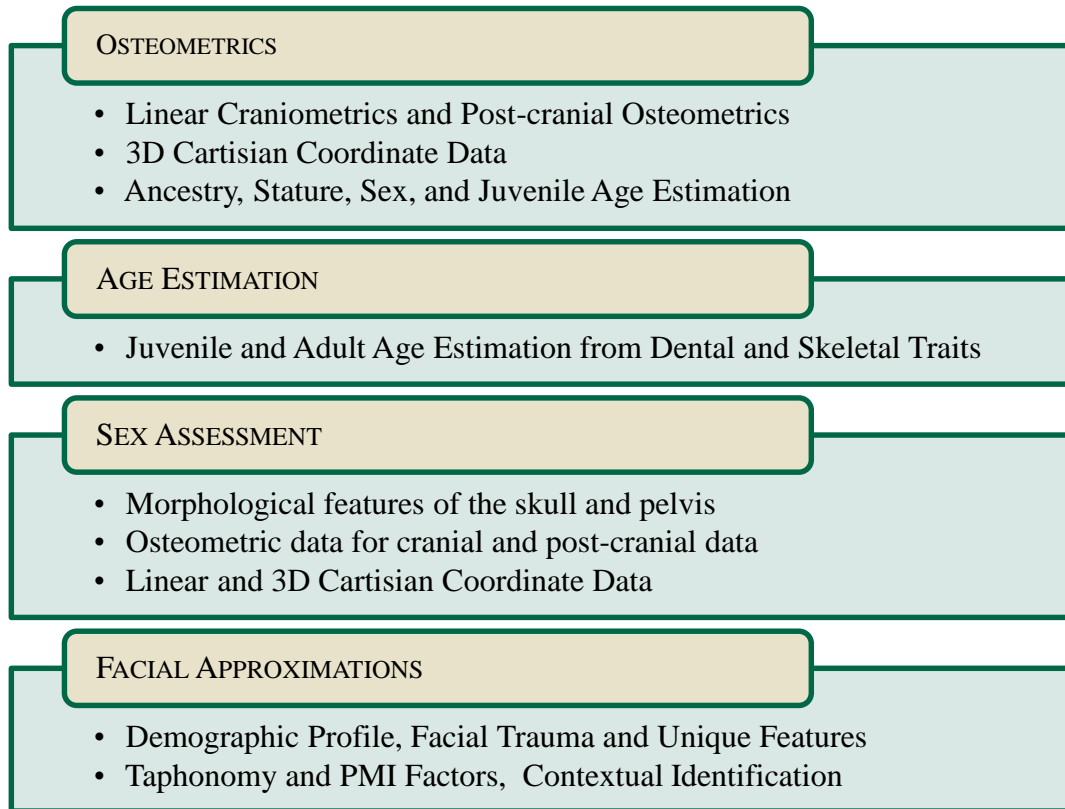 OSTEOMETRICS
• Linear Craniometrics and Post-cranial Osteometrics
• 3D Cartisian Coordinate Data
• Ancestry, Stature, Sex, and Juvenile Age Estimation
AGE ESTIMATION
• Juvenile and Adult Age Estimation from Dental and Skeletal Traits
SEX ASSESSMENT
• Morphological features of the skull and pelvis
• Osteometric data for cranial and post-cranial data
• Linear and 3D Cartisian Coordinate Data
FACIAL APPROXIMATIONS
• Demographic Profile, Facial Trauma and Unique Features
• Taphonomy and PMI Factors, Contextual Identification